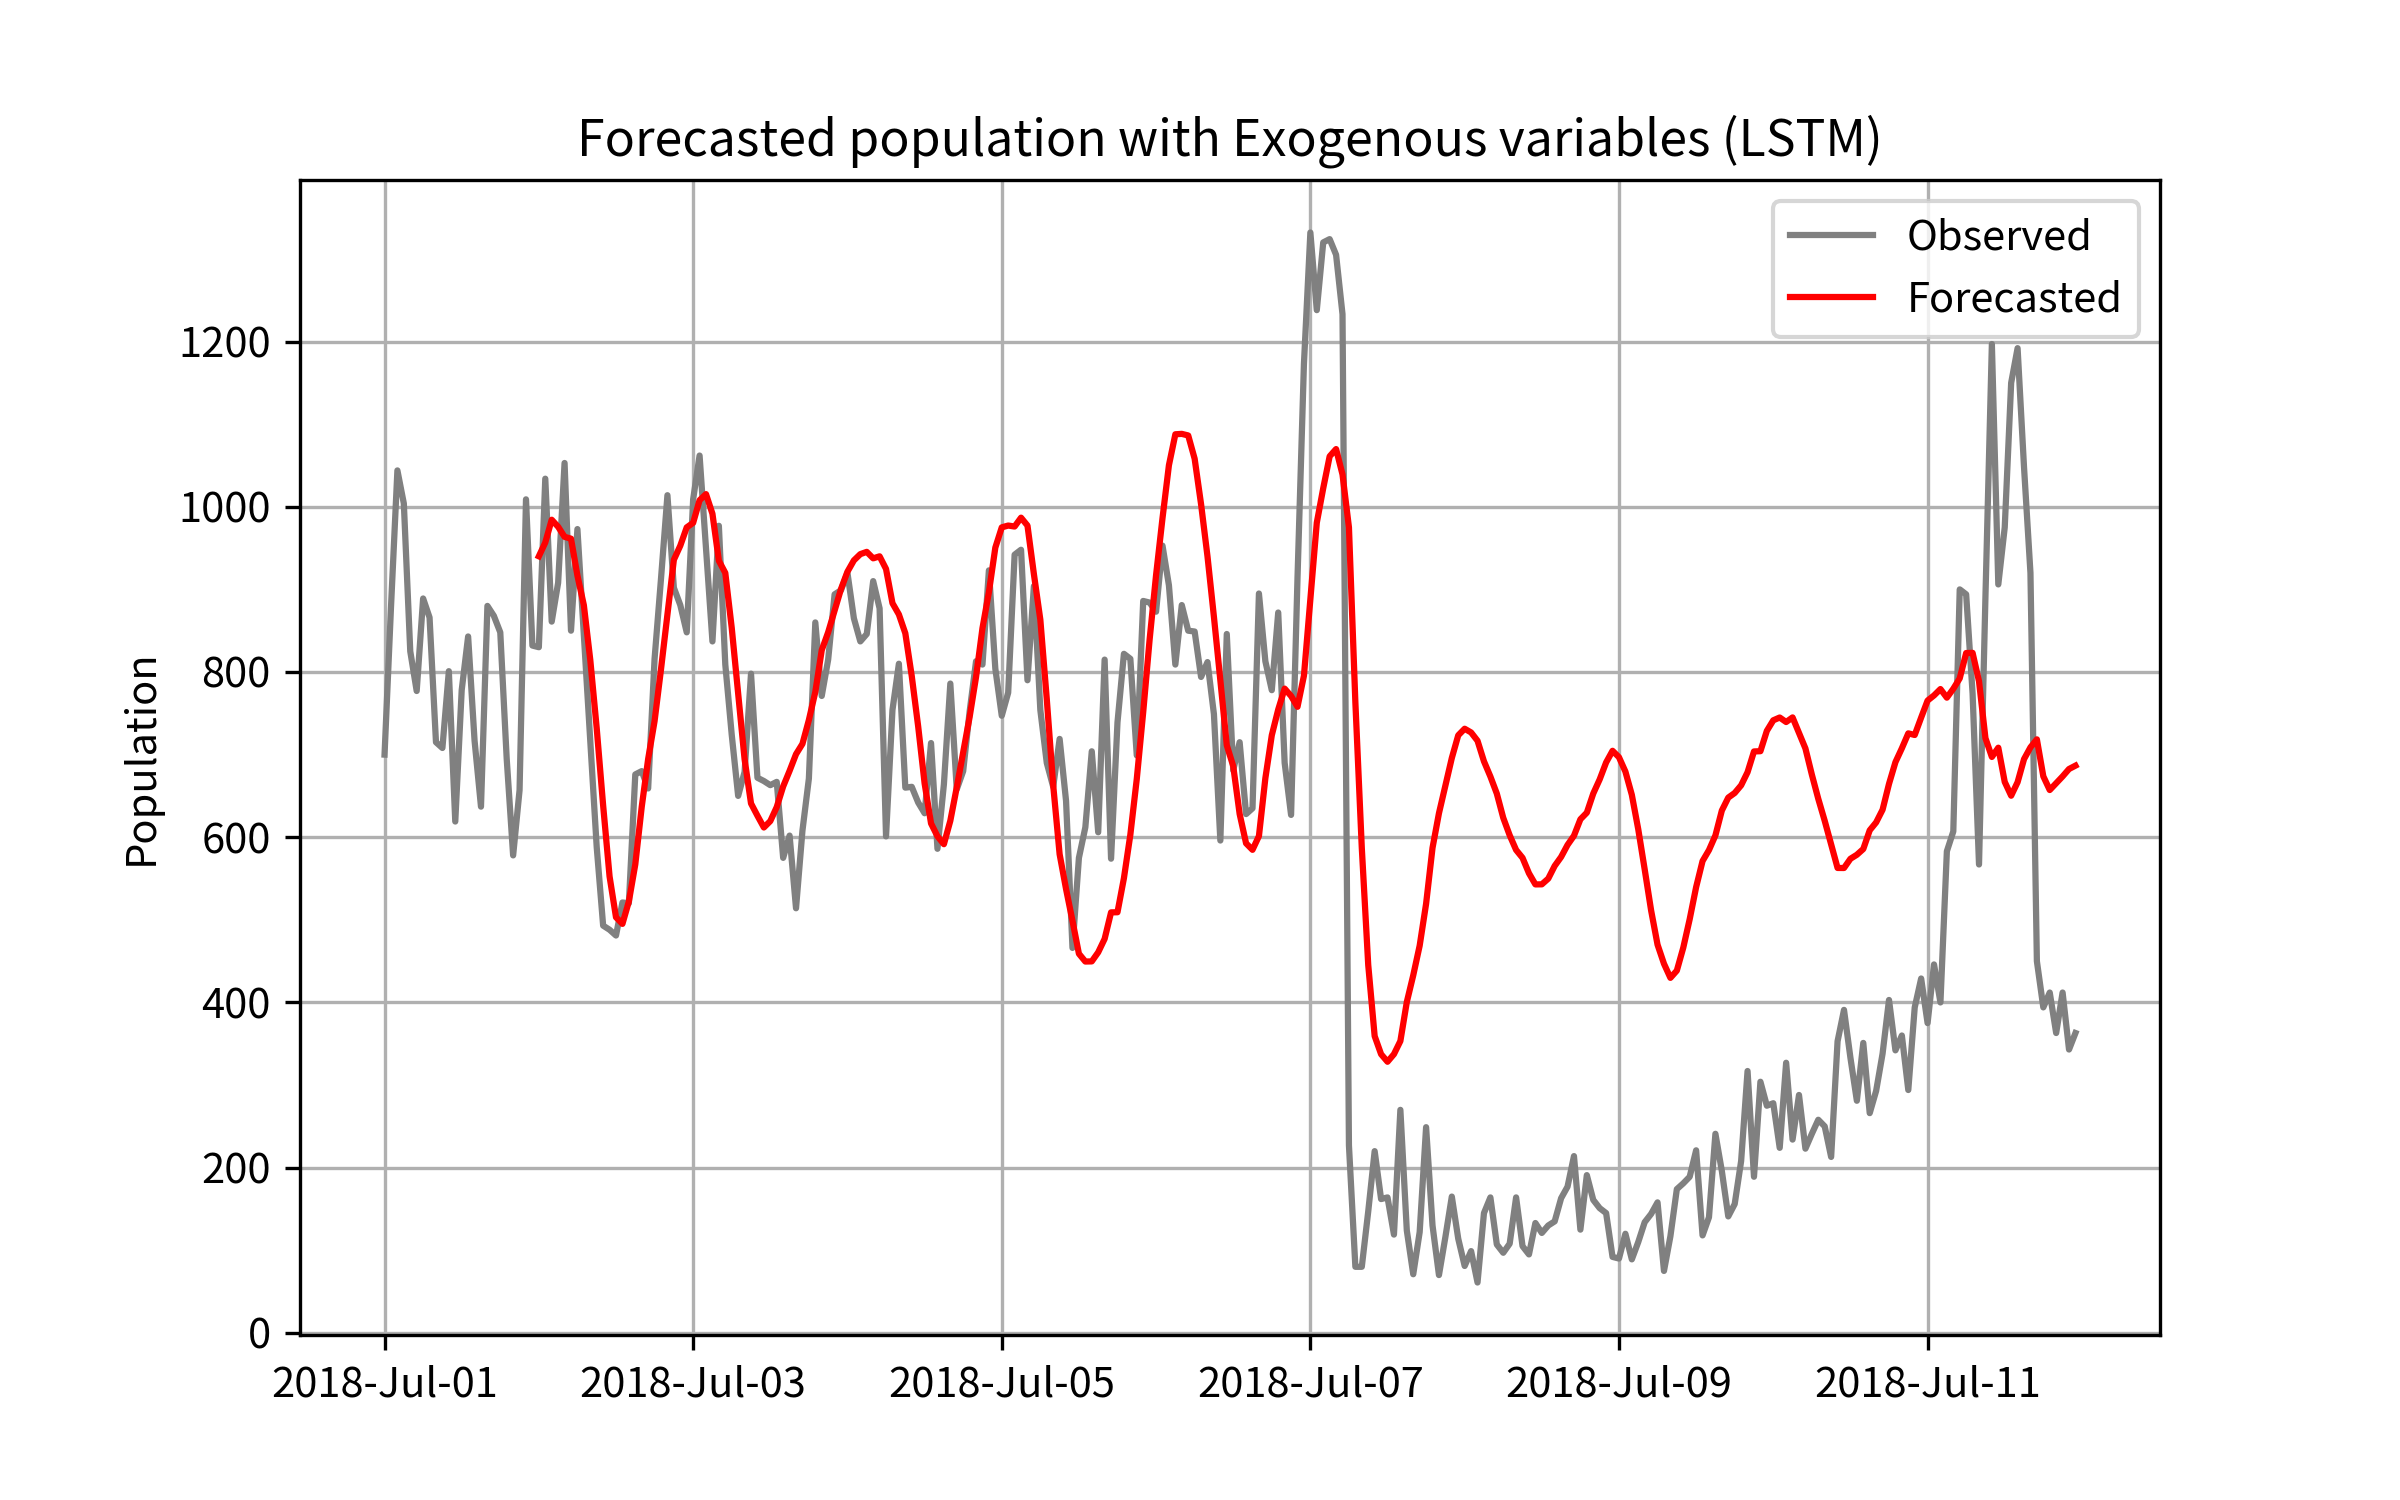 Forecasted population with Exogenous variables (LSTM)
Observed
Forecasted
Population
1200
1000
800
600
400
200
0
2018-Jul-01 2018-Jul-03 2018-Jul-05 2018-Jul-07 2018-Jul-09 2018-Jul-11